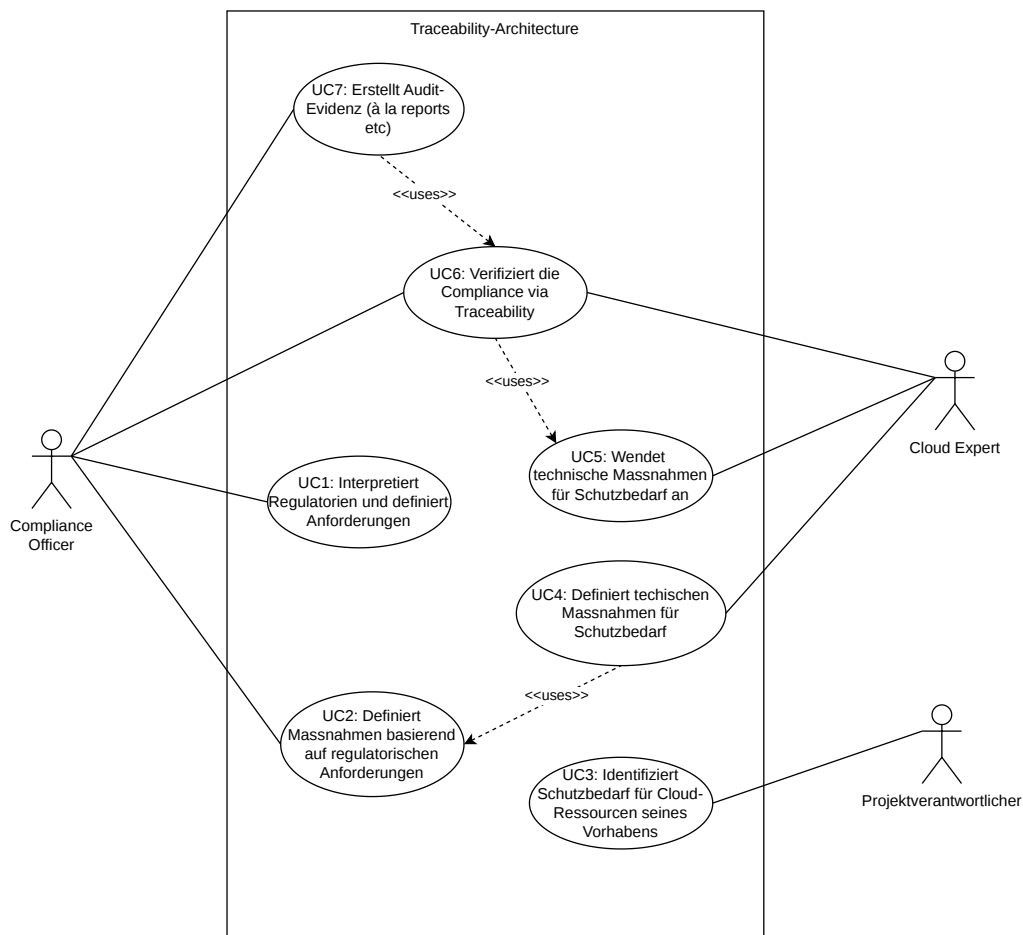 Traceability-Architecture
UC7: Erstellt Audit-
Evidenz (à la reports
etc)
<<uses>>
UC6: Verifiziert die
Compliance via
Traceability
<<uses>>
Cloud Expert
UC5: Wendet
technische Massnahmen
für Schutzbedarf an
UC1: Interpretiert
Regulatorien und definiert
Anforderungen
Compliance
Officer
UC4: Definiert techischen
Massnahmen für
Schutzbedarf
<<uses>>
UC2: Definiert
Massnahmen basierend
auf regulatorischen
Anforderungen
UC3: Identifiziert
Schutzbedarf für Cloud-
Ressourcen seines
Vorhabens
Projektverantwortlicher